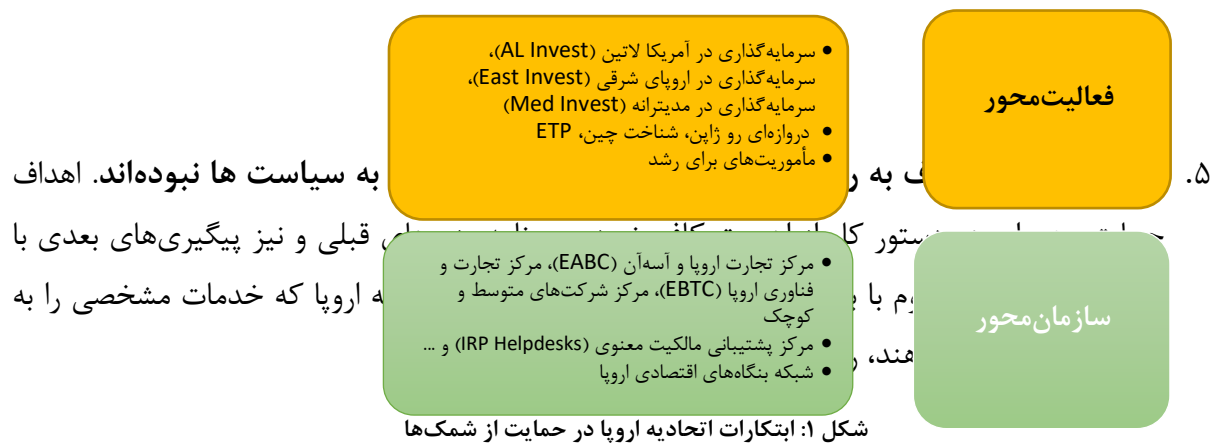 فعالیت‌محور
• سرمایه‌گذاری در آمریکا لاتین (AL Invest)،
سرمایه‌گذاری در اروپای شرقی (East Invest)،
سرمایه‌گذاری در مدیترانه (Med Invest)
• دروازه‌ای رو ژاپن، شناخت چین، ETP
• مأموریت‌های برای رشد
۵. به سیاست ها نبوده‌اند. اهداف
قبلی و نیز پیگیری‌های بعدی با
سازمان‌محور
• مرکز تجارت اروپا و آسه‌آن (EABC)، مرکز تجارت و
فناوری اروپا (EBTC)، مرکز شرکت‌های متوسط و
کوچک
• مرکز پشتیبانی مالکیت معنوی (IRP Helpdesks) و ...
• شبکه بنگاه‌های اقتصادی اروپا
اروپا که خدمات مشخصی را به
شکل ۱: ابتکارات اتحادیه اروپا در حمایت از شمک‌ها